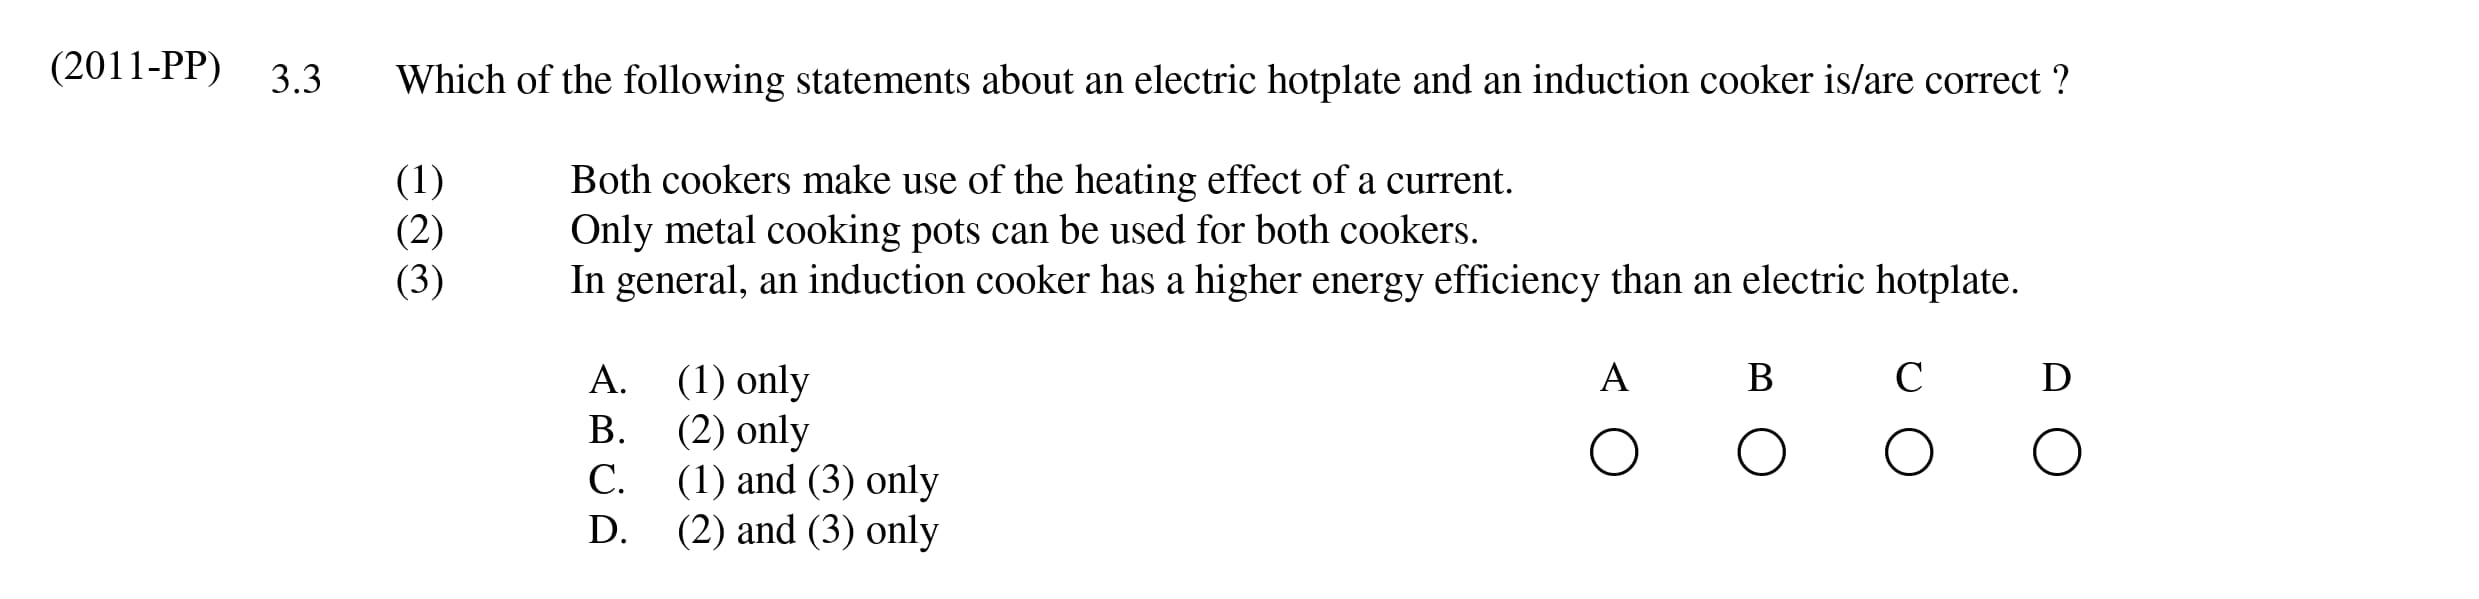 (2011-PP) 3.3 Which of the following statements about an electric hotplate and an induction cooker is/are correct ?
(1) Both cookers make use of the heating effect of a current.
(2) Only metal cooking pots can be used for both cookers.
(3) In general, an induction cooker has a higher energy efficiency than an electric hotplate.
A. (1) only A B C D
B. (2) only
C. (1) and (3) only
D. (2) and (3) only